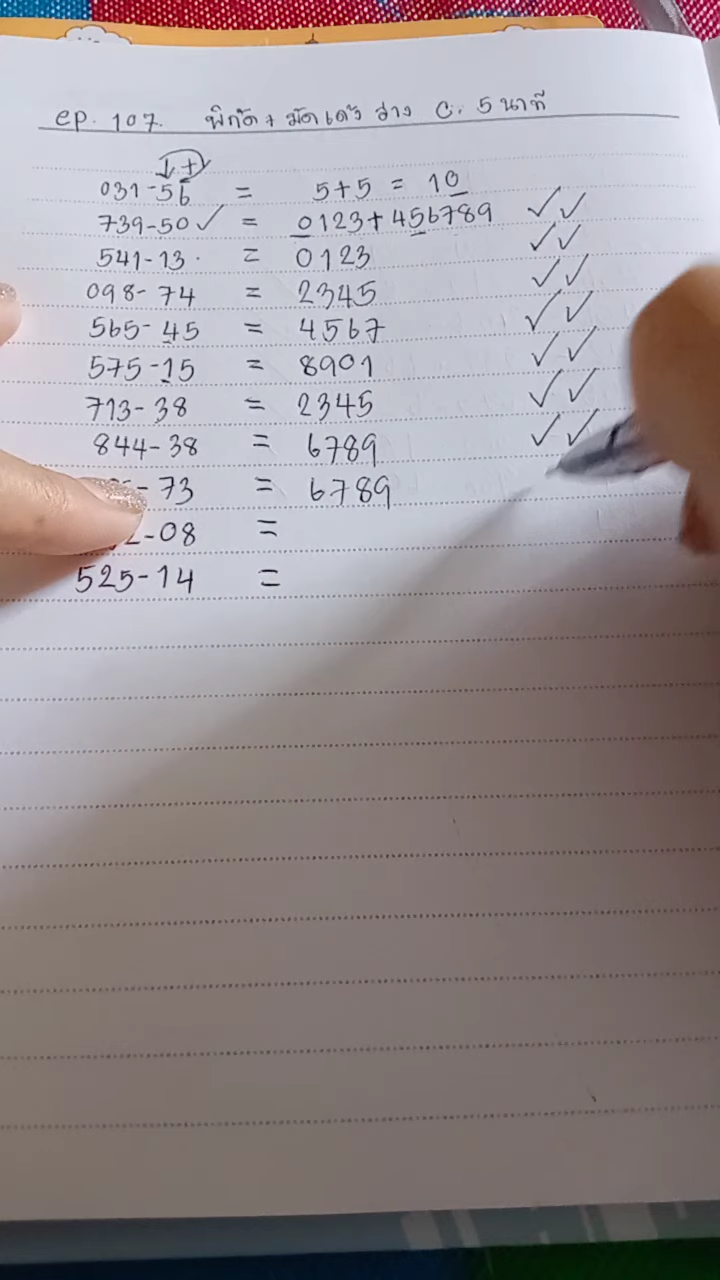 ep. 107. พิกัด + มัดเด้ง ล่าง C. 5 นาที
↓ +
031-56 = 5+5 = 10
739-50 ✓ = 0123+456789 ✓✓
541-13. = 0123 ✓✓
098-74 = 2345 ✓✓
565-45 = 4567 ✓✓
575-15 = 8901 ✓✓
713-38 = 2345 ✓✓
844-38 = 6789 ✓✓
-73 = 6789
2-08 =
525-14 =